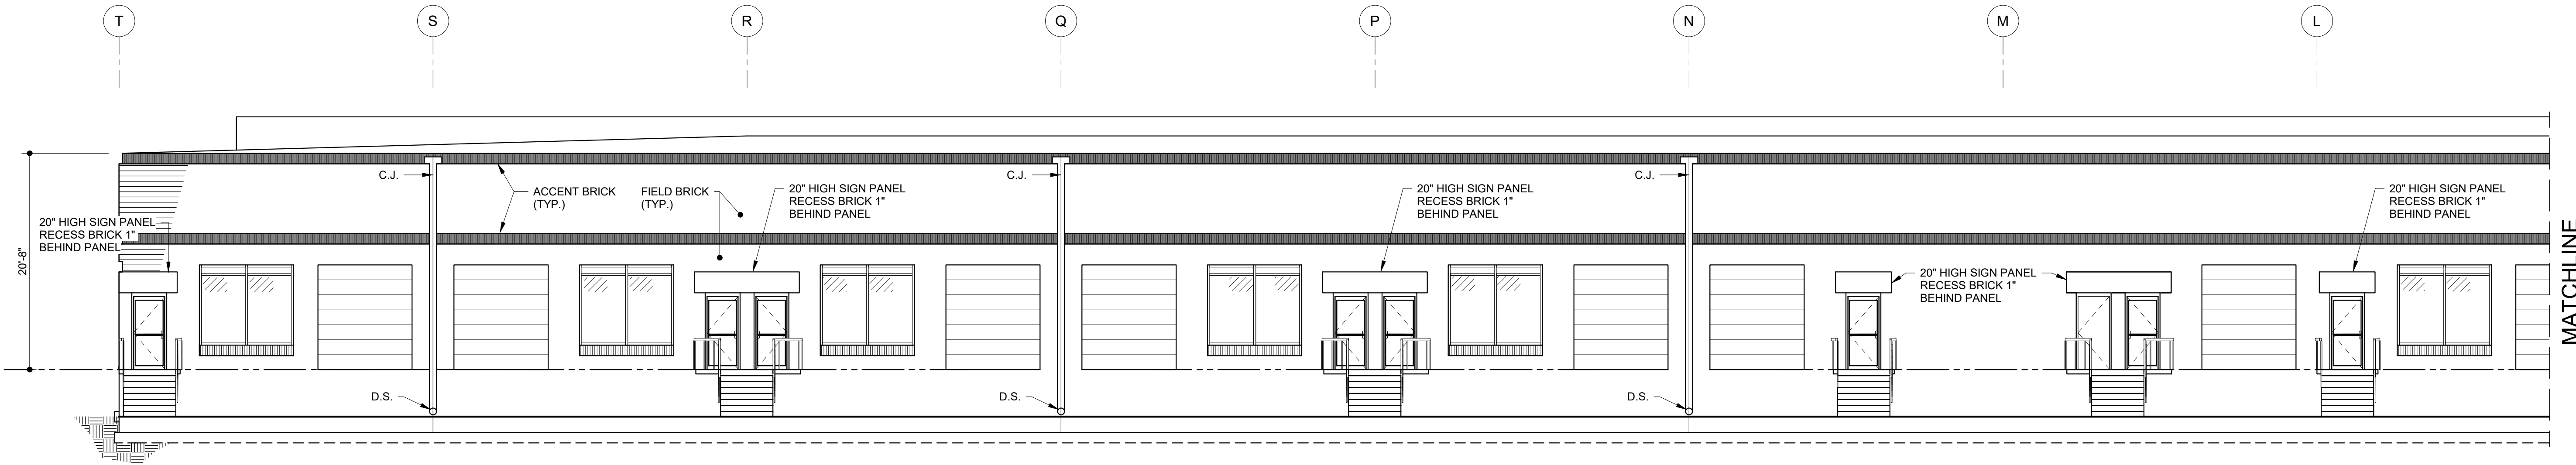 T
S
R
Q
P
N
M
L
C.J.
C.J.
C.J.
20" HIGH SIGN PANEL
RECESS BRICK 1"
BEHIND PANEL
ACCENT BRICK
(TYP.)
FIELD BRICK
(TYP.)
20" HIGH SIGN PANEL
RECESS BRICK 1"
BEHIND PANEL
20" HIGH SIGN PANEL
RECESS BRICK 1"
BEHIND PANEL
20" HIGH SIGN PANEL
RECESS BRICK 1"
BEHIND PANEL
20'-8"
20" HIGH SIGN PANEL
RECESS BRICK 1"
BEHIND PANEL
MATCHLINE
D.S.
D.S.
D.S.